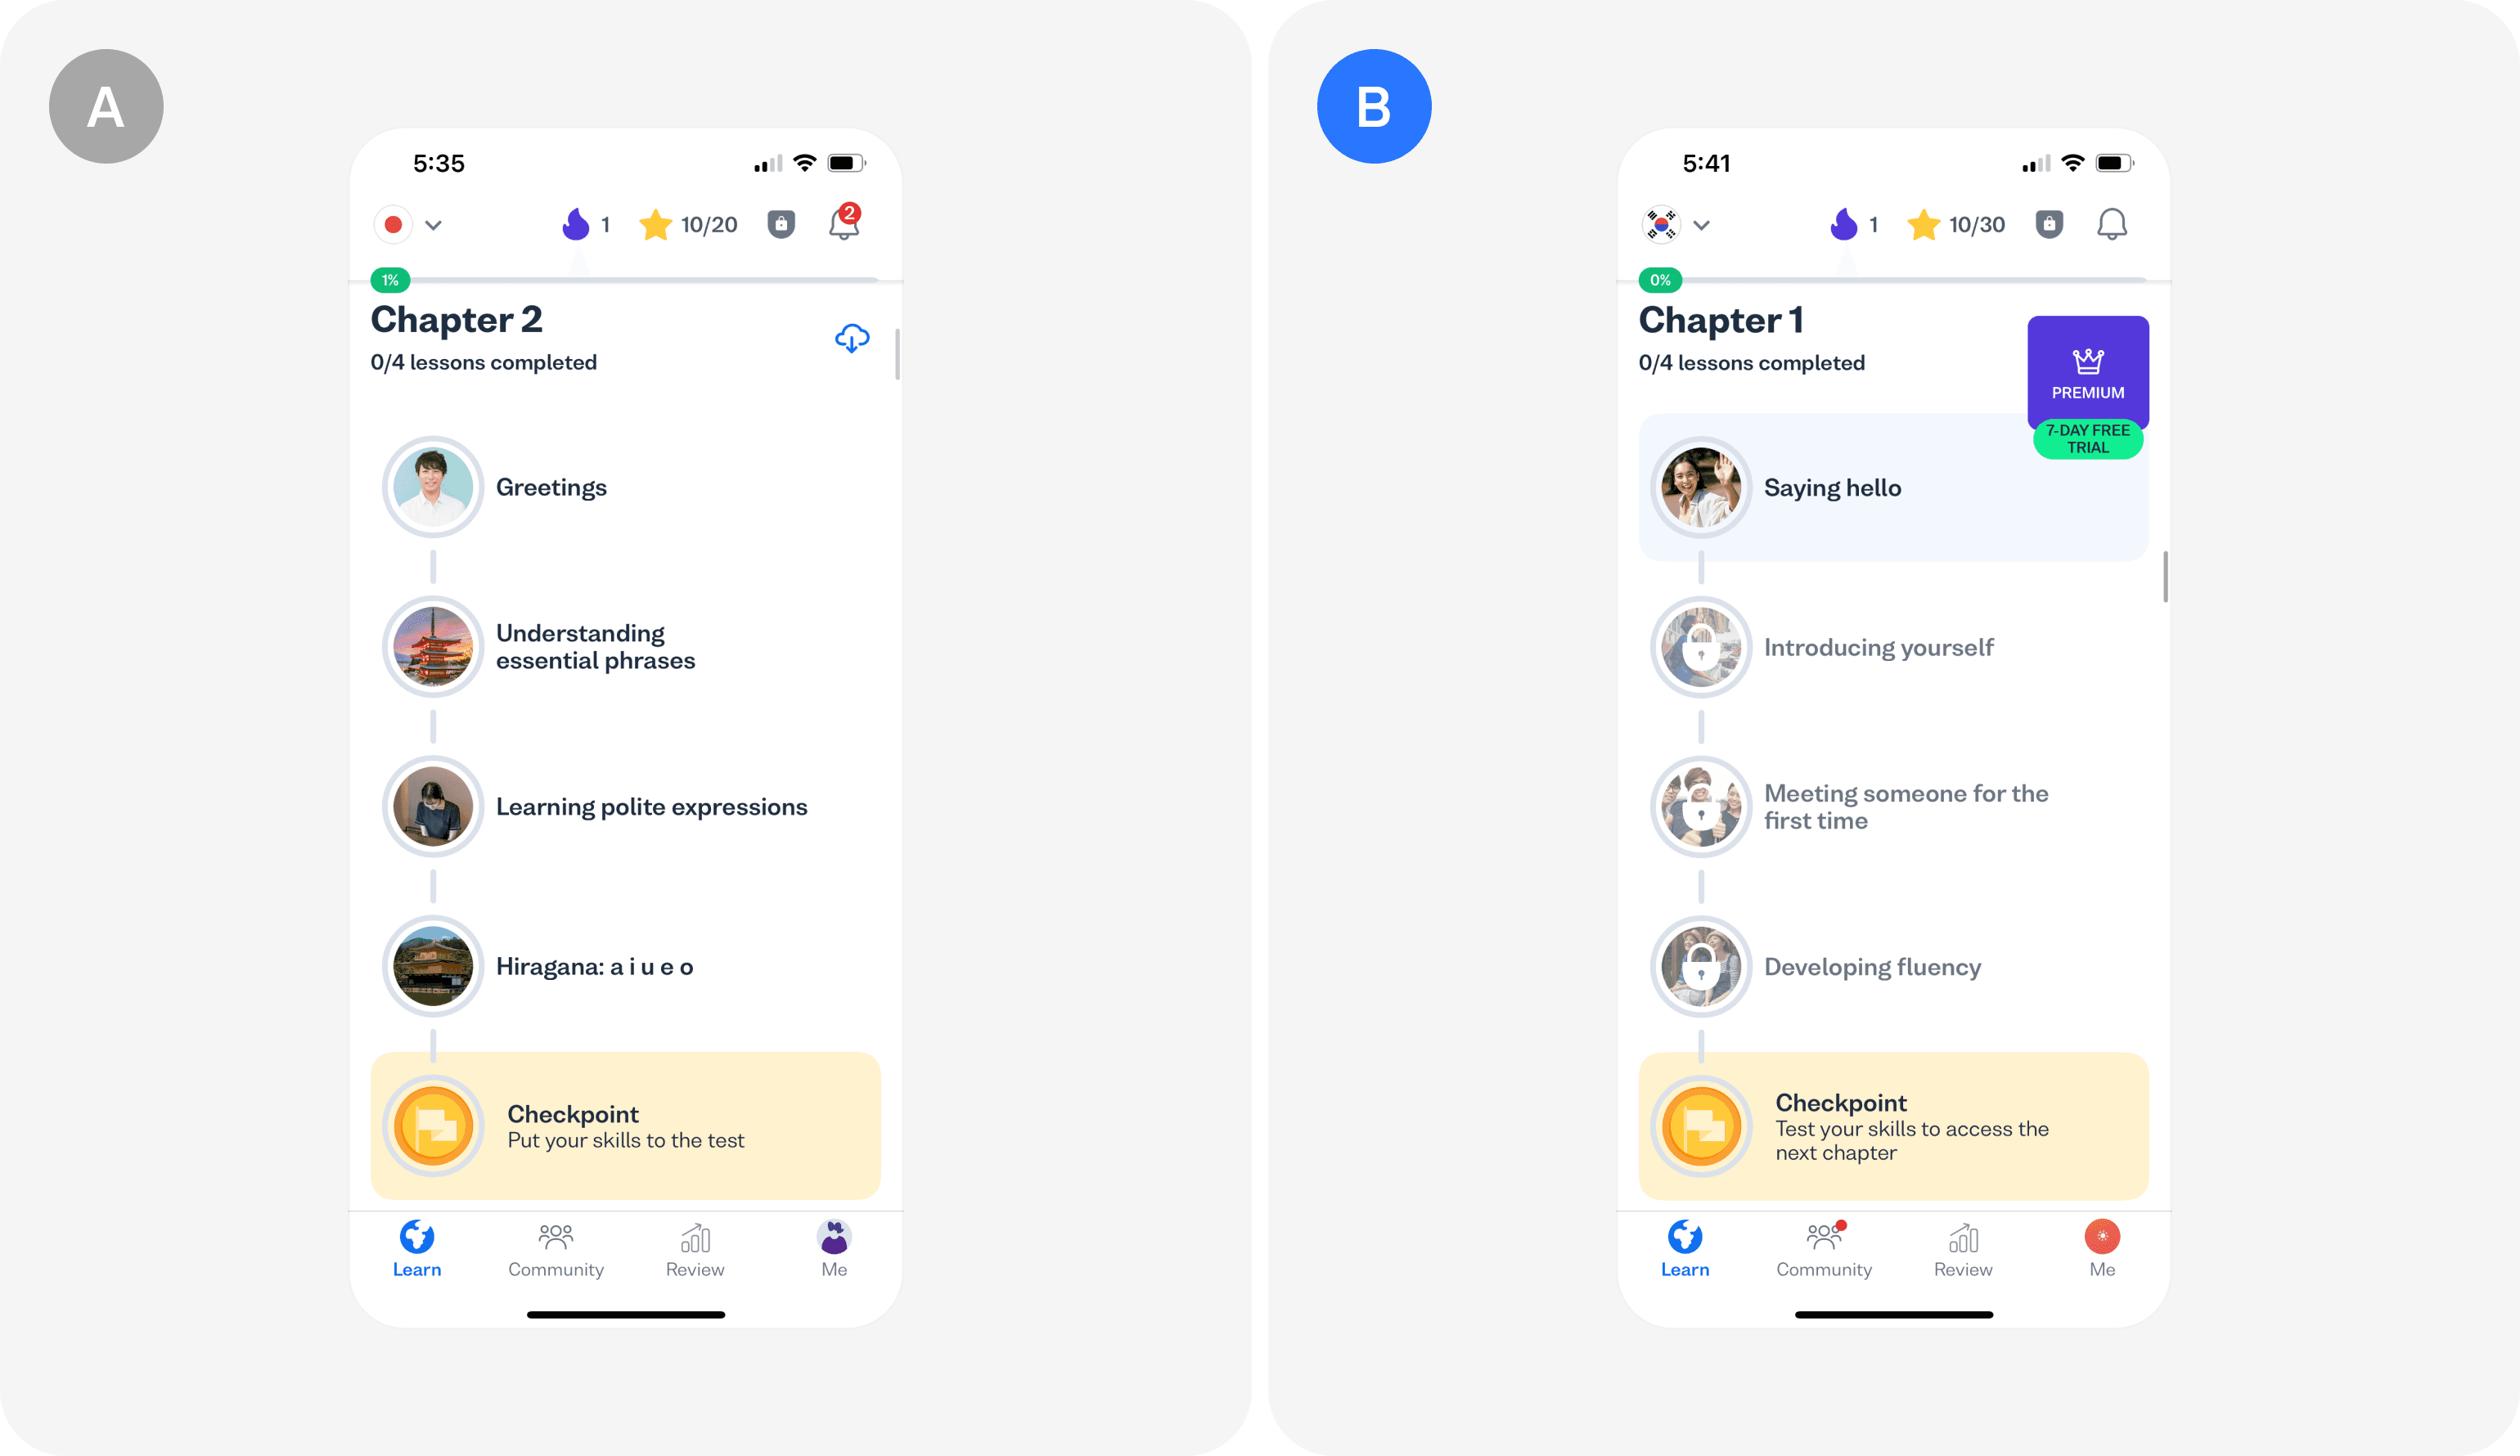 A
5:35
1
10/20
2
1%
Chapter 2
0/4 lessons completed
Greetings
Understanding
essential phrases
Learning polite expressions
Hiragana: a i u e o
Checkpoint
Put your skills to the test
Learn
Community
Review
Me
B
5:41
1
10/30
0%
Chapter 1
0/4 lessons completed
PREMIUM
7-DAY FREE
TRIAL
Saying hello
Introducing yourself
Meeting someone for the
first time
Developing fluency
Checkpoint
Test your skills to access the
next chapter
Learn
Community
Review
Me